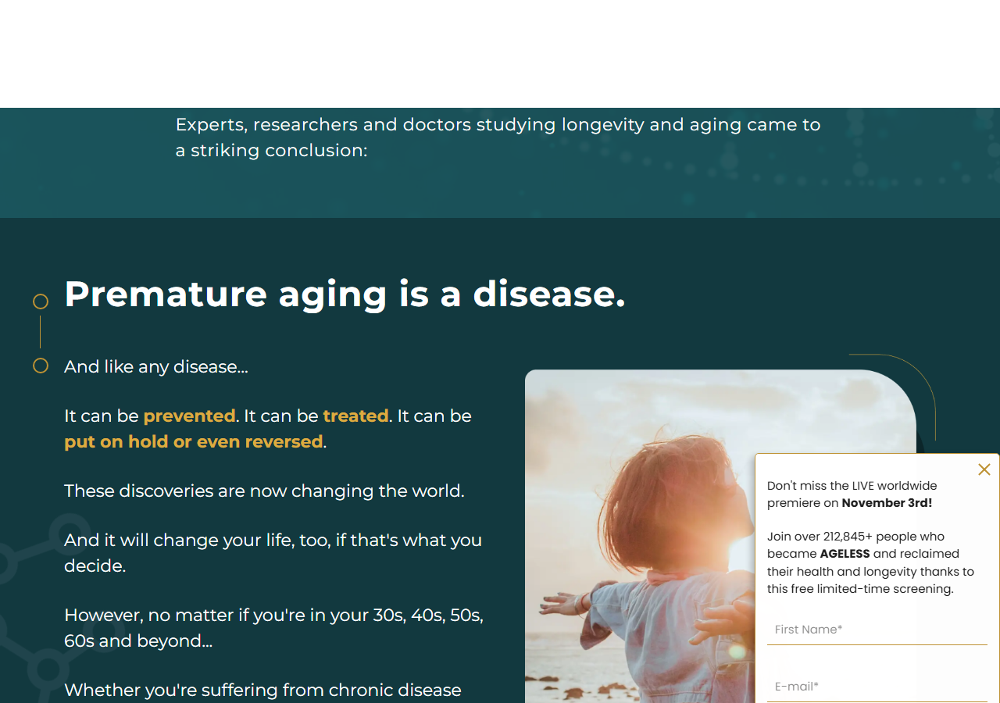 Experts, researchers and doctors studying longevity and aging came to
a striking conclusion:
Premature aging is a disease.
And like any disease...
It can be prevented. It can be treated. It can be
put on hold or even reversed.
These discoveries are now changing the world.
And it will change your life, too, if that's what you
decide.
However, no matter if you're in your 30s, 40s, 50s,
60s and beyond...
Whether you're suffering from chronic disease
Don't miss the LIVE worldwide
premiere on November 3rd!
Join over 212,845+ people who
became AGELESS and reclaimed
their health and longevity thanks to
this free limited-time screening.
First Name*
E-mail*